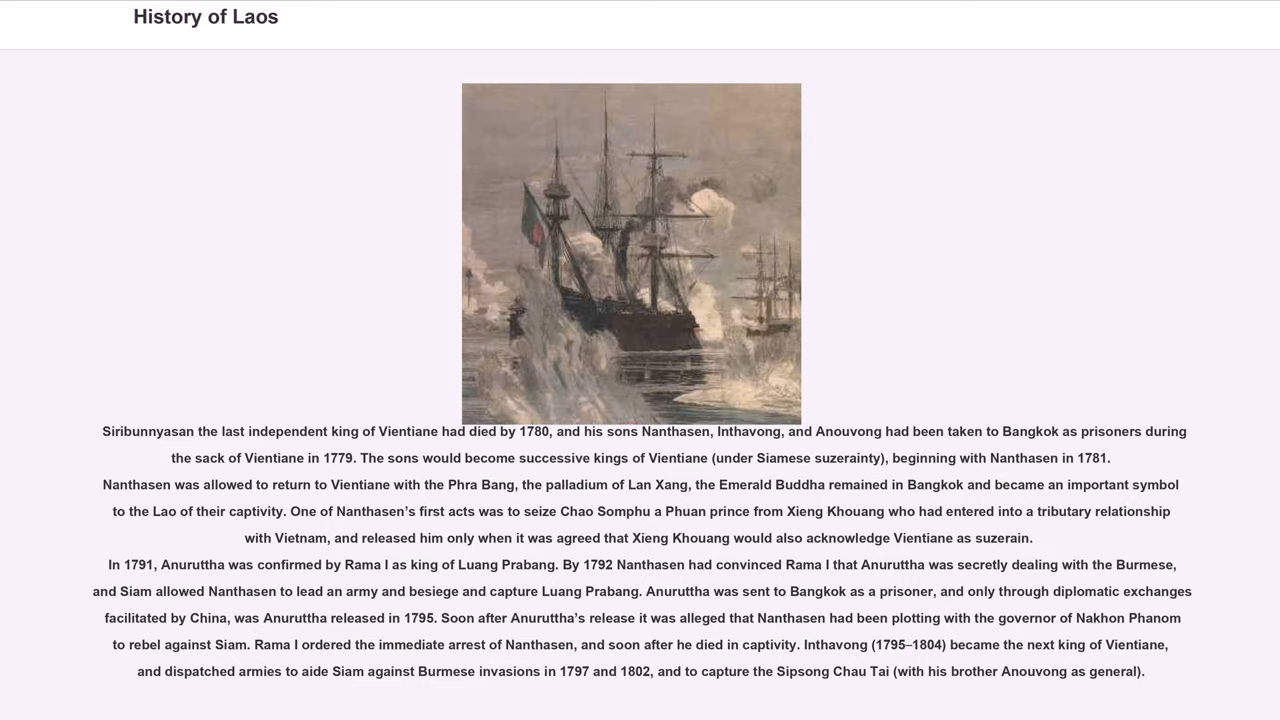 History of Laos
Siribunnyasan the last independent king of Vientiane had died by 1780, and his sons Nanthasen, Inthavong, and Anouvong had been taken to Bangkok as prisoners during
the sack of Vientiane in 1779. The sons would become successive kings of Vientiane (under Siamese suzerainty), beginning with Nanthasen in 1781.
Nanthasen was allowed to return to Vientiane with the Phra Bang, the palladium of Lan Xang, the Emerald Buddha remained in Bangkok and became an important symbol
to the Lao of their captivity. One of Nanthasen’s first acts was to seize Chao Somphu a Phuan prince from Xieng Khouang who had entered into a tributary relationship
with Vietnam, and released him only when it was agreed that Xieng Khouang would also acknowledge Vientiane as suzerain.
In 1791, Anuruttha was confirmed by Rama I as king of Luang Prabang. By 1792 Nanthasen had convinced Rama I that Anuruttha was secretly dealing with the Burmese,
and Siam allowed Nanthasen to lead an army and besiege and capture Luang Prabang. Anuruttha was sent to Bangkok as a prisoner, and only through diplomatic exchanges
facilitated by China, was Anuruttha released in 1795. Soon after Anuruttha’s release it was alleged that Nanthasen had been plotting with the governor of Nakhon Phanom
to rebel against Siam. Rama I ordered the immediate arrest of Nanthasen, and soon after he died in captivity. Inthavong (1795–1804) became the next king of Vientiane,
and dispatched armies to aide Siam against Burmese invasions in 1797 and 1802, and to capture the Sipsong Chau Tai (with his brother Anouvong as general).